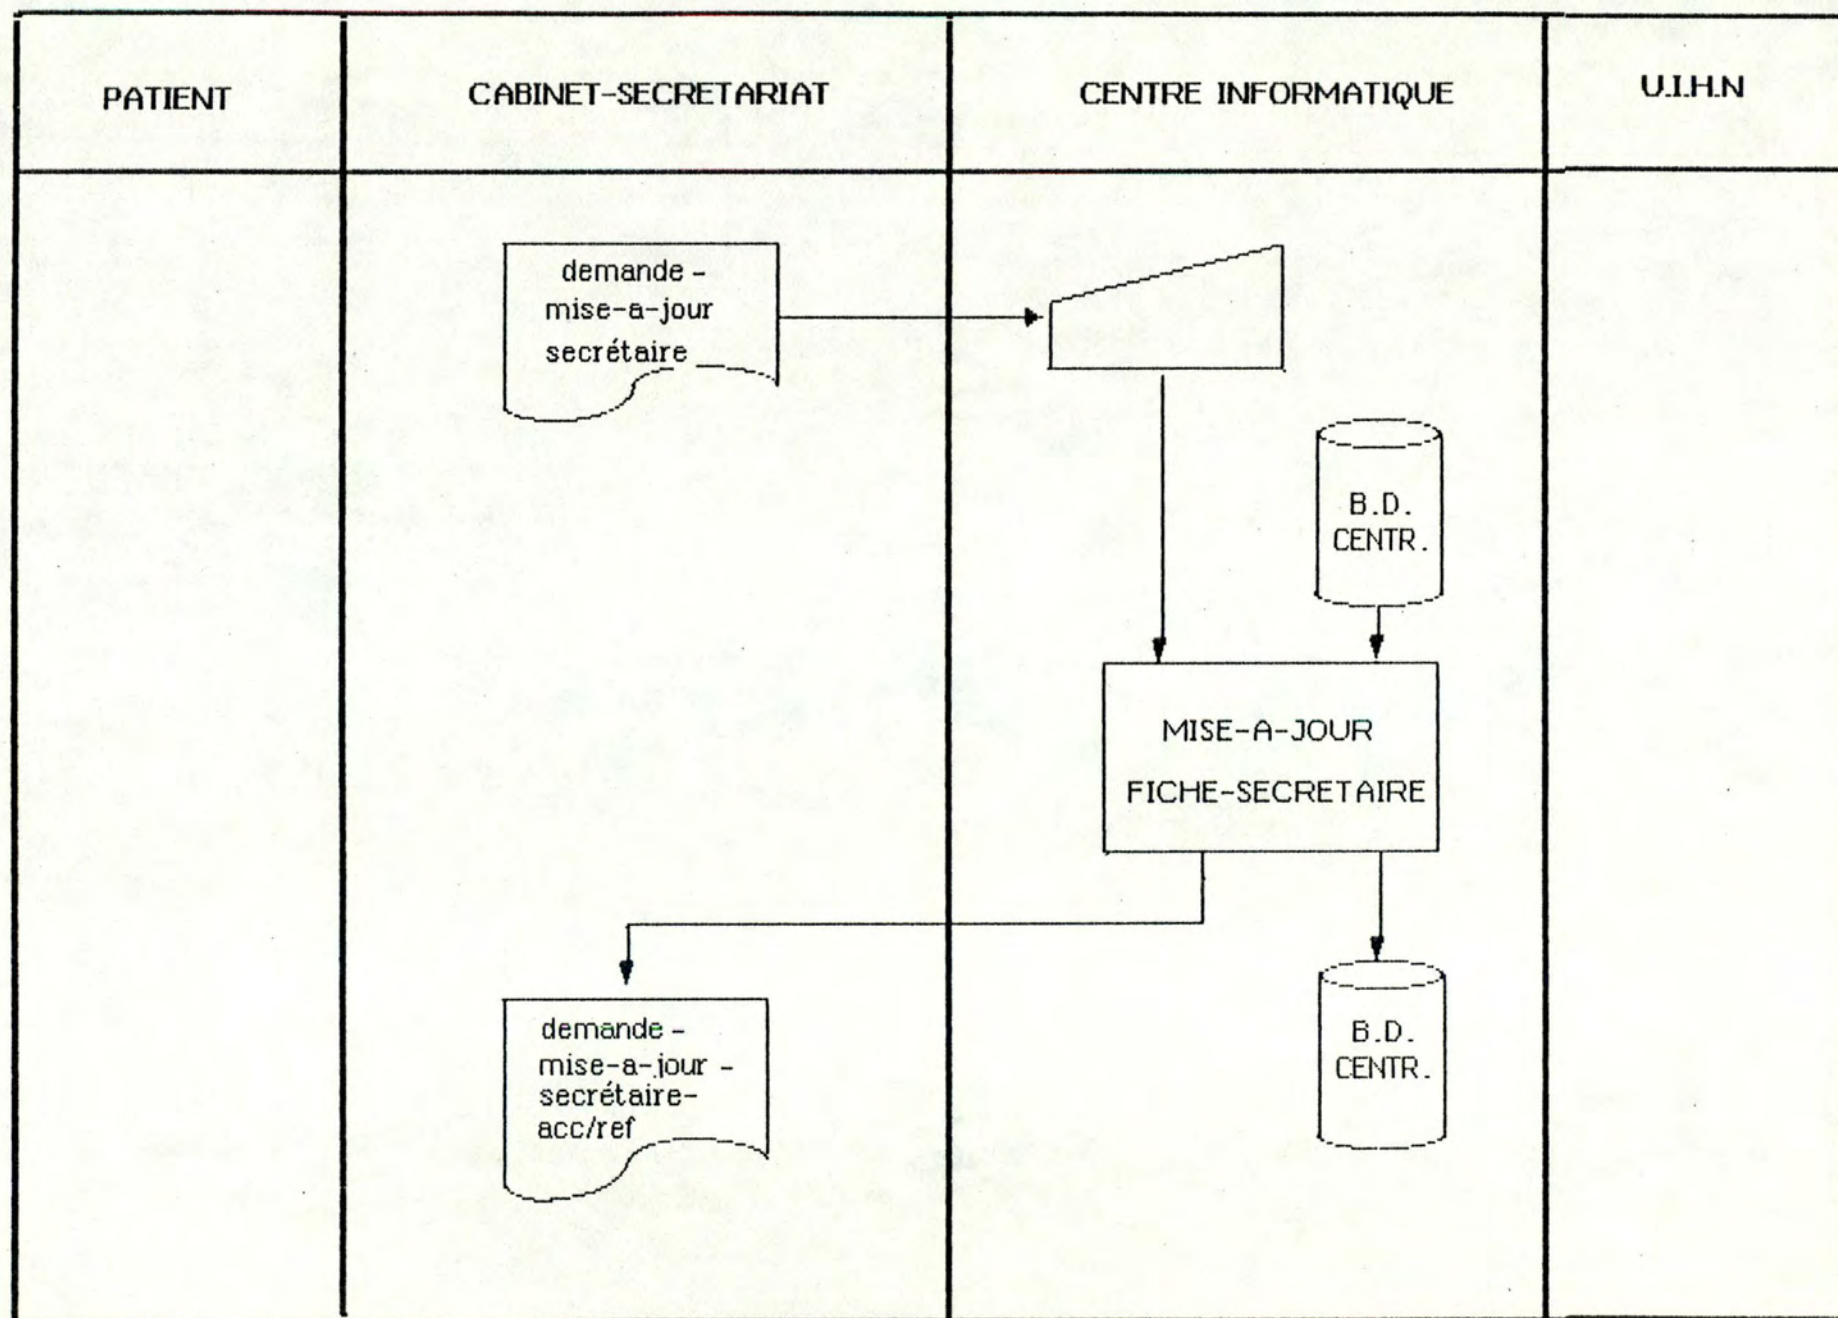 PATIENT
CABINET-SECRETARIAT
CENTRE INFORMATIQUE
U.I.H.N
demande -
mise-a-jour
secrétaire
B.D.
CENTR.
MISE-A-JOUR
FICHE-SECRETAIRE
demande -
mise-a-jour -
secrétaire-
acc/ref
B.D.
CENTR.